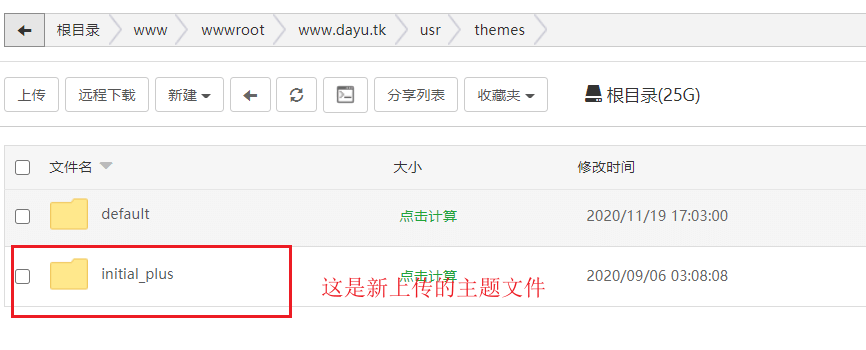 根目录 www wwwroot www.dayu.tk usr themes
上传 远程下载 新建 分享列表 收藏夹 根目录(25G)
文件名 大小 修改时间
default 点击计算 2020/11/19 17:03:00
initial_plus 点击计算 2020/09/06 03:08:08
这是新上传的主题文件